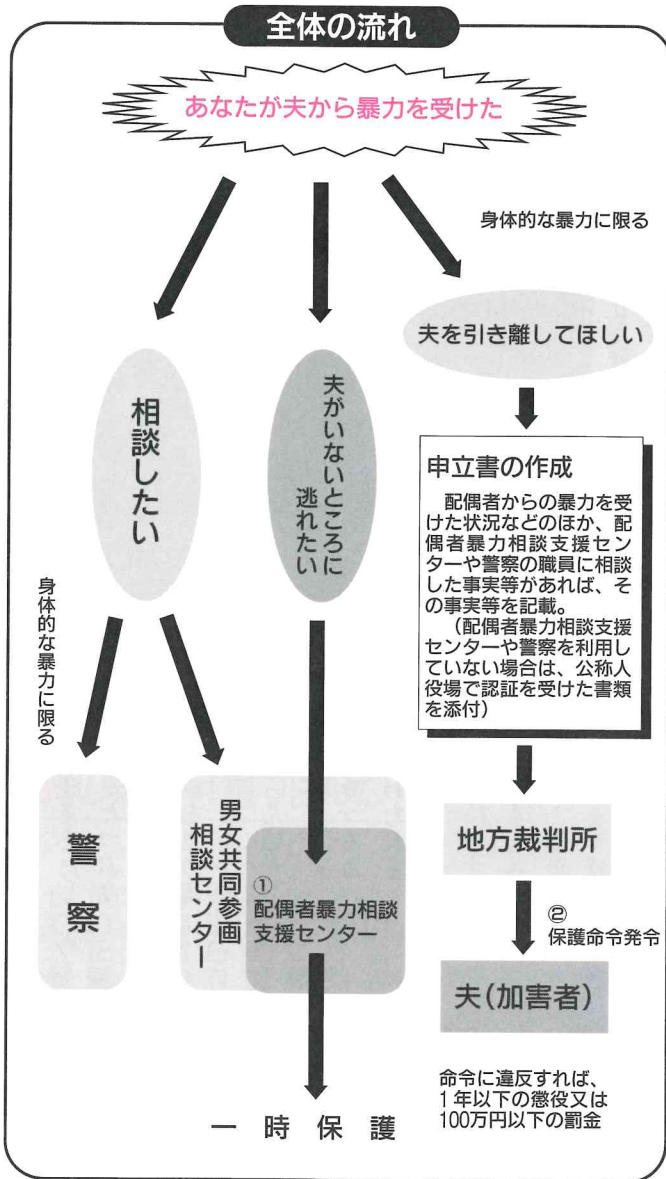 全体の流れ
あなたが夫から暴力を受けた
身体的な暴力に限る
夫を引き離してほしい
相談したい
夫がいないところに
逃れたい
申立書の作成
配偶者からの暴力を受
けた状況などのほか、配
偶者暴力相談支援セン
ターや警察の職員に相談
した事実等があれば、そ
の事実等を記載。
(配偶者暴力相談支援
センターや警察を利用し
ていない場合は、公称人
役場で認証を受けた書類
を添付)
身体的な暴力に限る
警察
男女共同参画
相談センター
①
配偶者暴力相談
支援センター
地方裁判所
②
保護命令発令
夫(加害者)
命令に違反すれば、
1年以下の懲役又は
100万円以下の罰金
一時保護